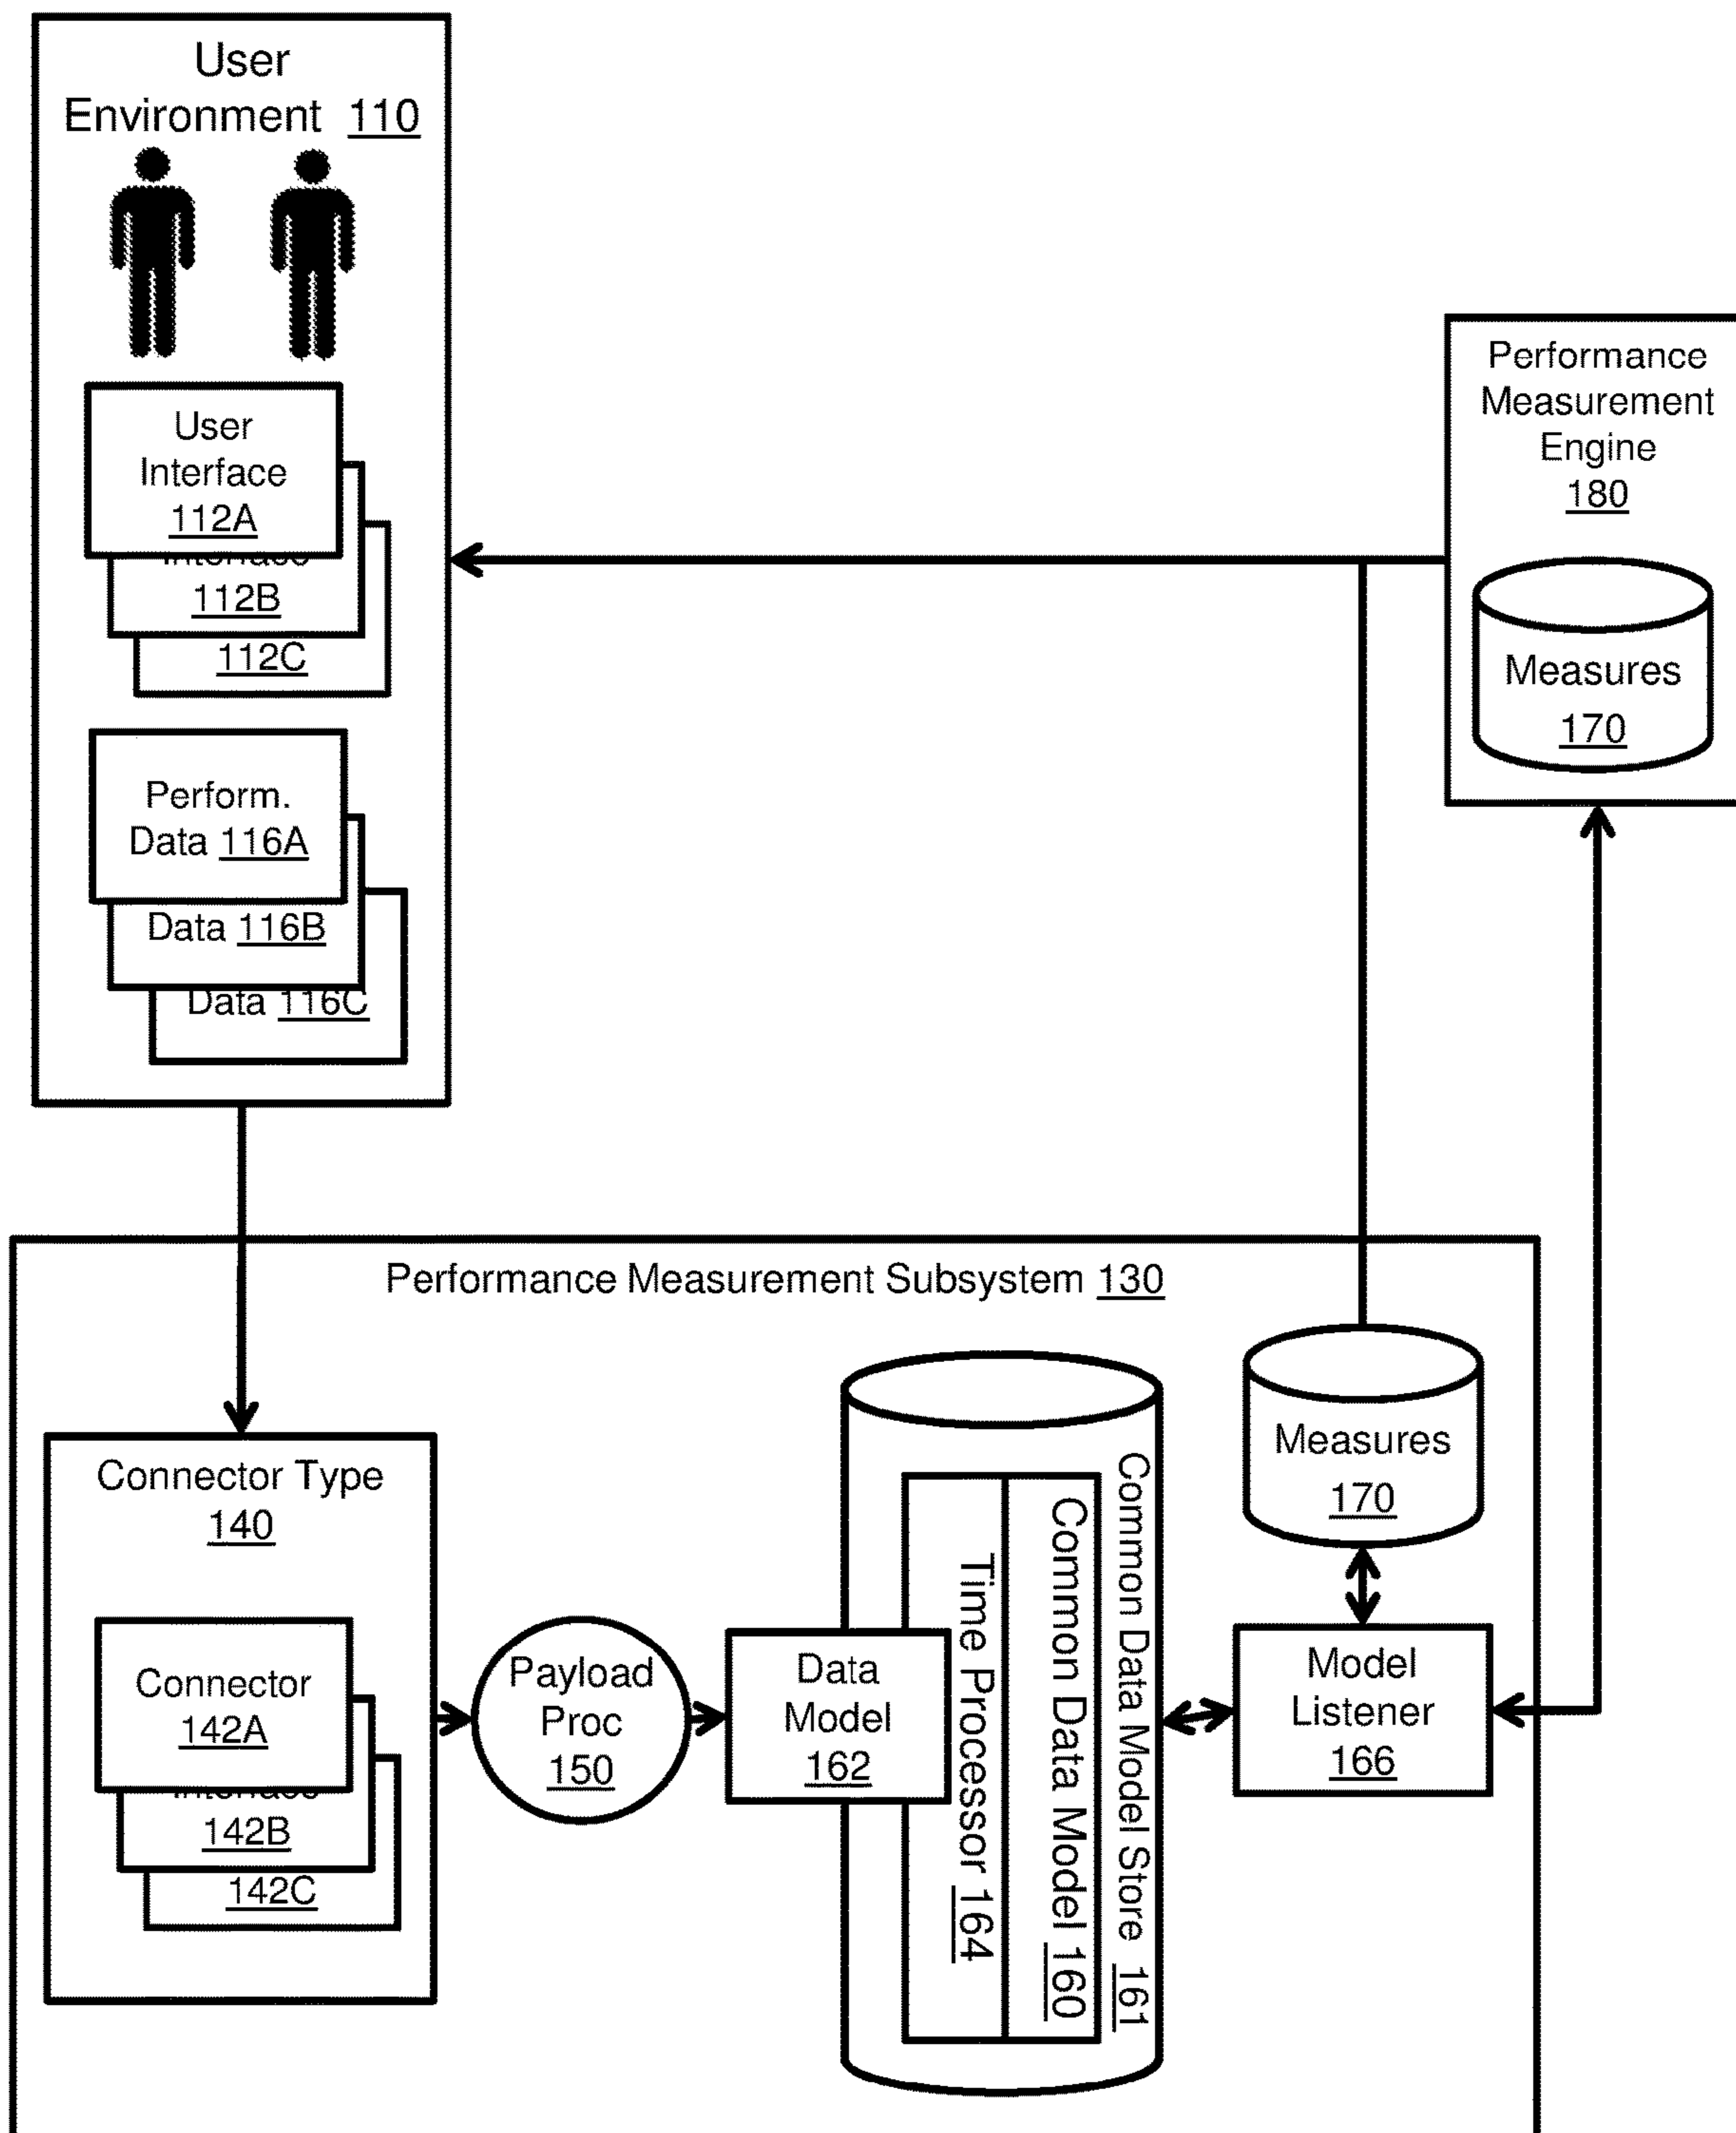 User
Environment 110
User
Interface
112A
Interface
112B
112C
Perform.
Data 116A
Data 116B
Data 116C
Performance
Measurement
Engine
180
Measures
170
Performance Measurement Subsystem 130
Connector Type
140
Connector
142A
Interface
142B
142C
Payload
Proc
150
Data
Model
162
Time Processor 164
Common Data Model 160
Common Data Model Store 161
Measures
170
Model
Listener
166